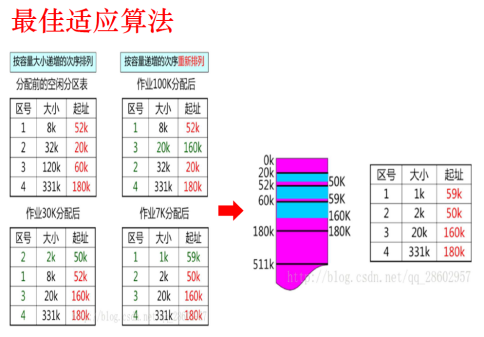 最佳适应算法
按容量大小递增的次序排列
分配前的空闲分区表
区号 大小 起址
1 8k 52k
2 32k 20k
3 120k 60k
4 331k 180k
按容量递增的次序重新排列
作业100K分配后
区号 大小 起址
1 8k 52k
3 20k 160k
2 32k 20k
4 331k 180k
作业30K分配后
区号 大小 起址
2 2k 50k
1 8k 52k
3 20k 160k
4 331k 180k
作业7K分配后
区号 大小 起址
1 1k 59k
2 2k 50k
3 20k 160k
4 331k 180k
0k
20k
52k
60k
180k
511k
50K
59K
160K
180K
区号 大小 起址
1 1k 59k
2 2k 50k
3 20k 160k
4 331k 180k
http://blog.csdn.net/qq_28602957